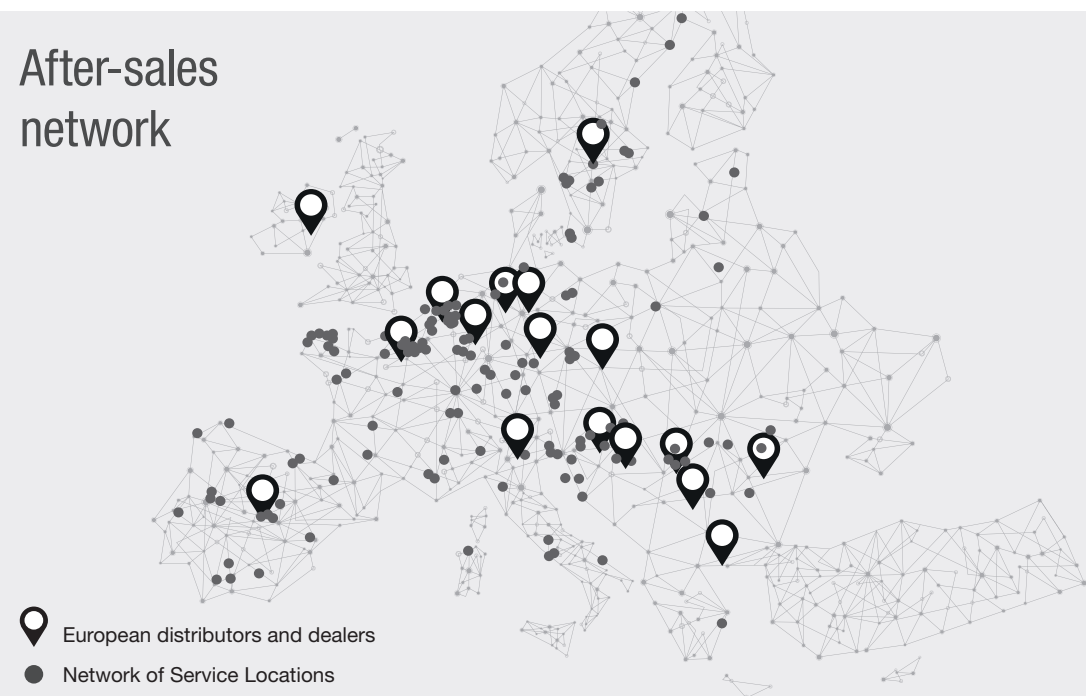 After-sales
network
European distributors and dealers
Network of Service Locations